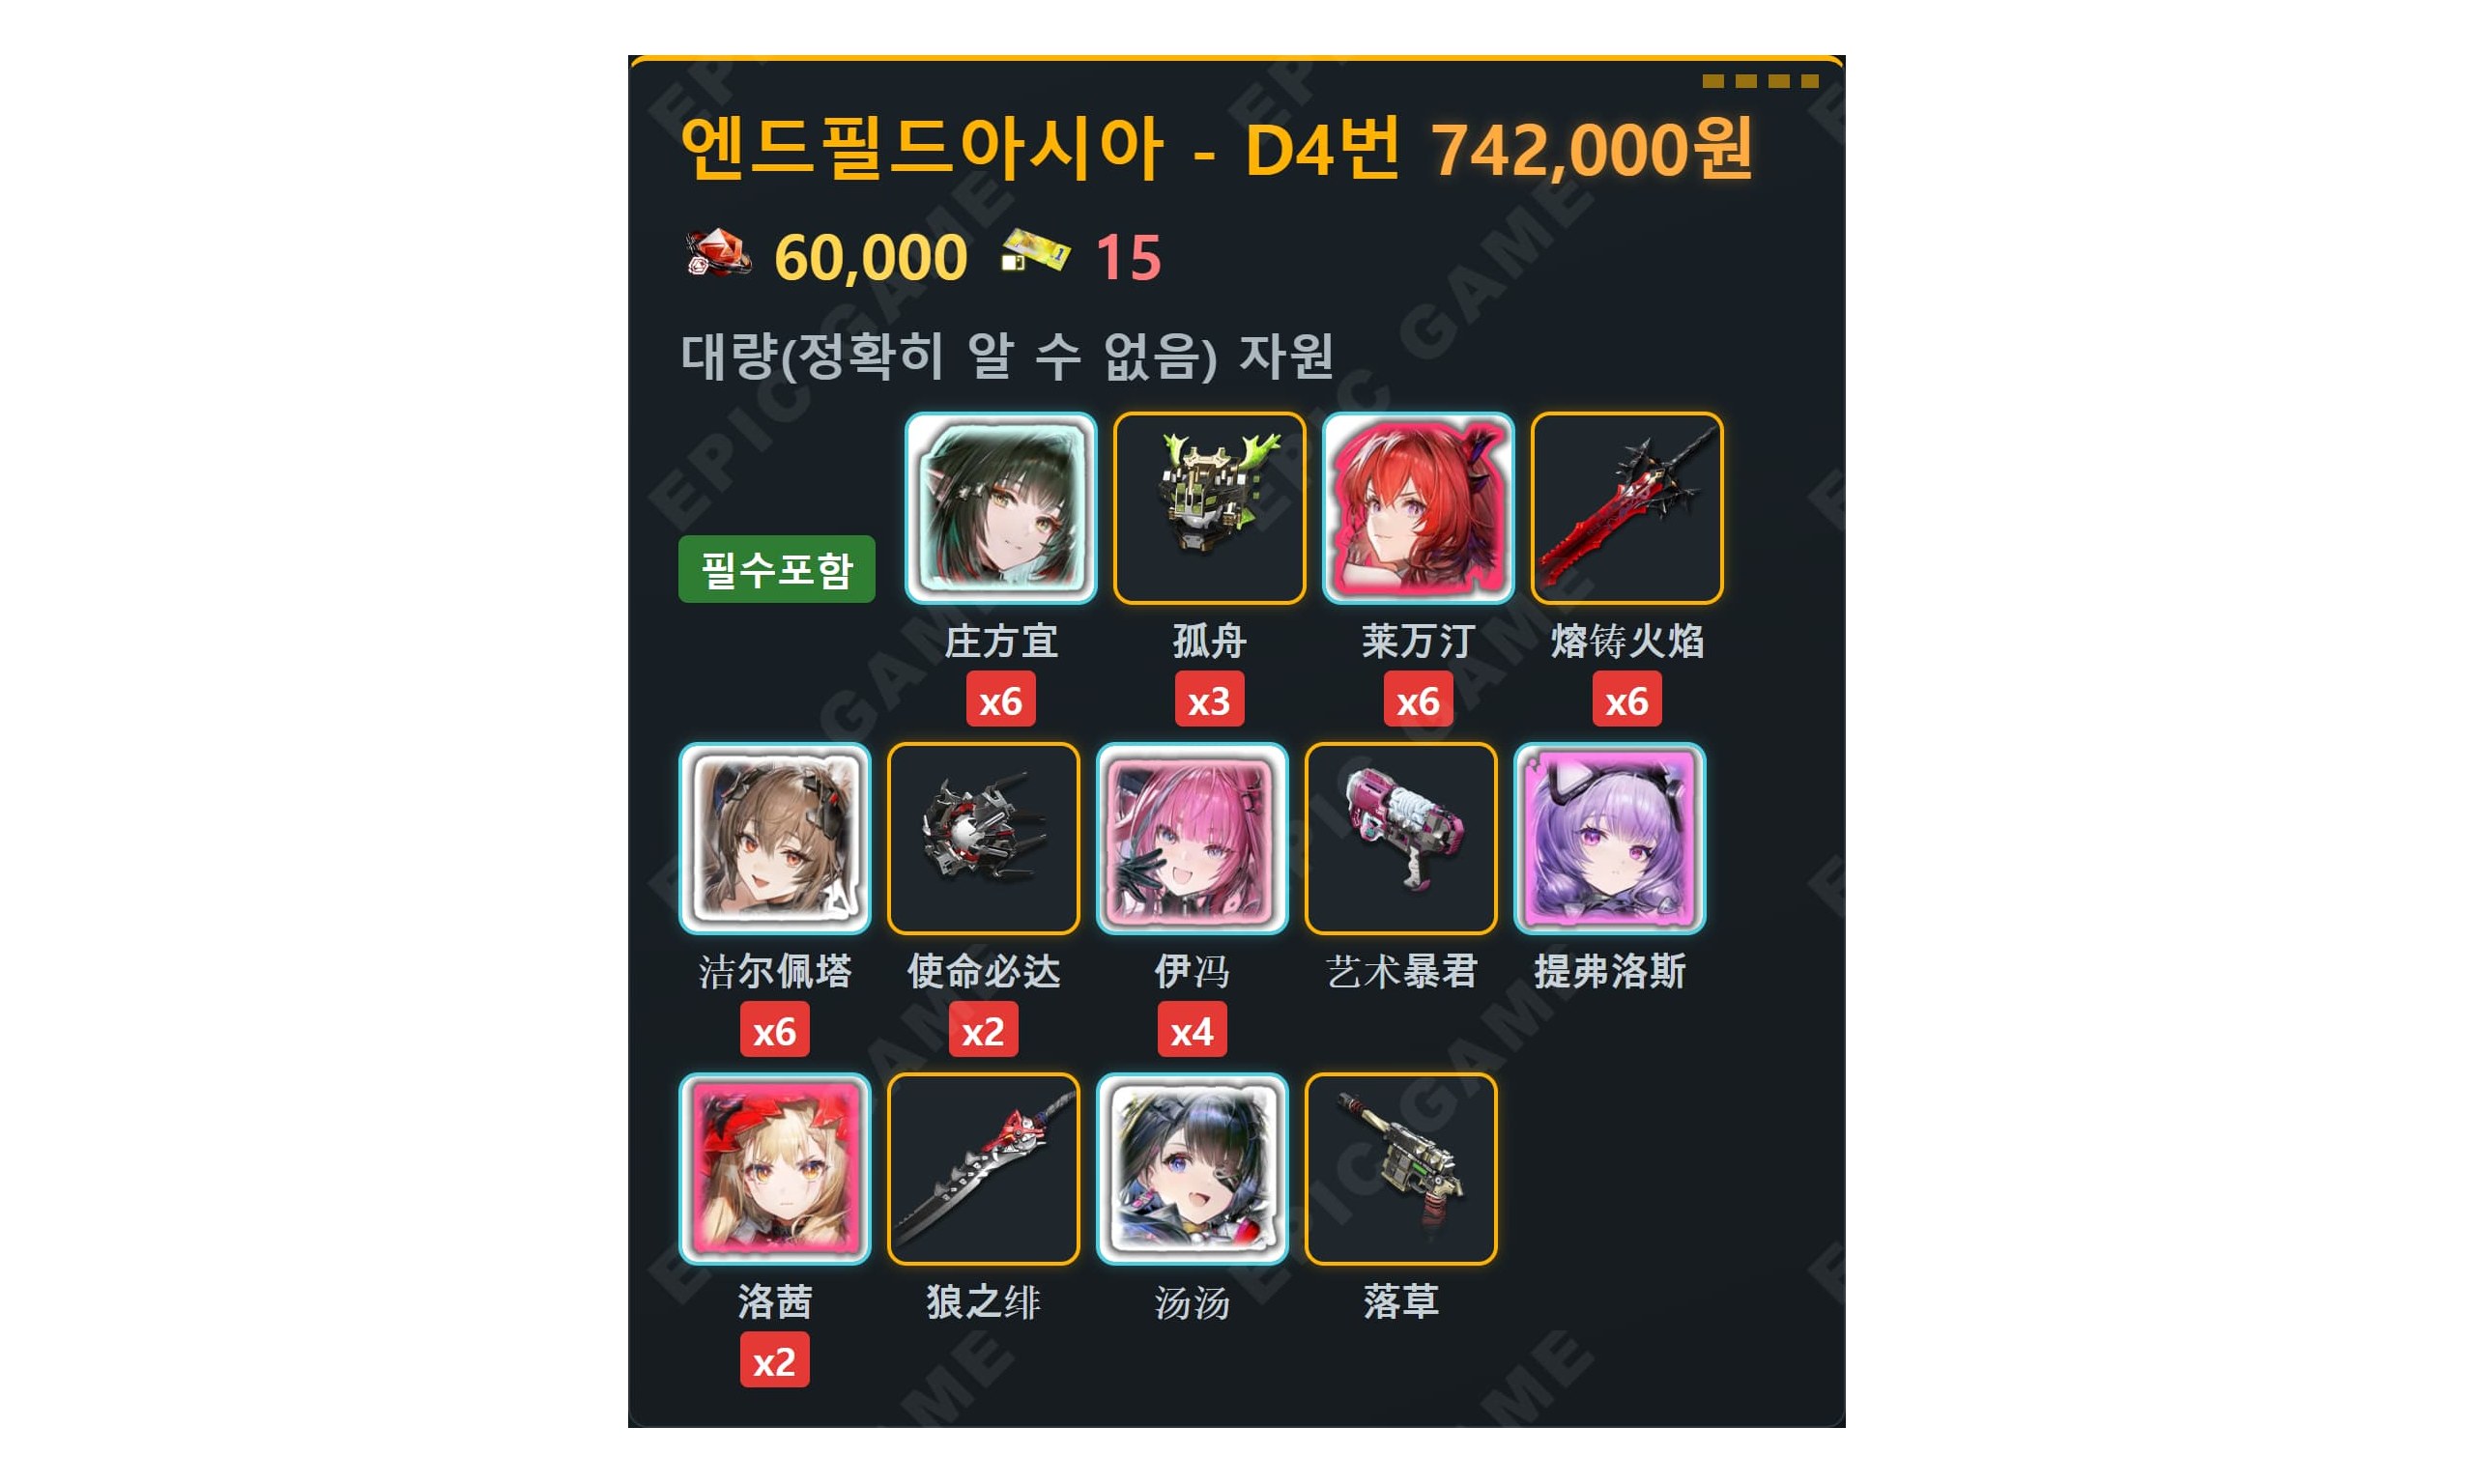 엔드필드아시아 - D4번 742,000원
60,000 15
대량(정확히 알 수 없음) 자원
필수포함
庄方宜 孤舟 莱万汀 熔铸火焰
x6 x3 x6 x6
洁尔佩塔 使命必达 伊冯 艺术暴君 提弗洛斯
x6 x2 x4
洛茜 狼之绯 汤汤 落草
x2
EPIC GAME